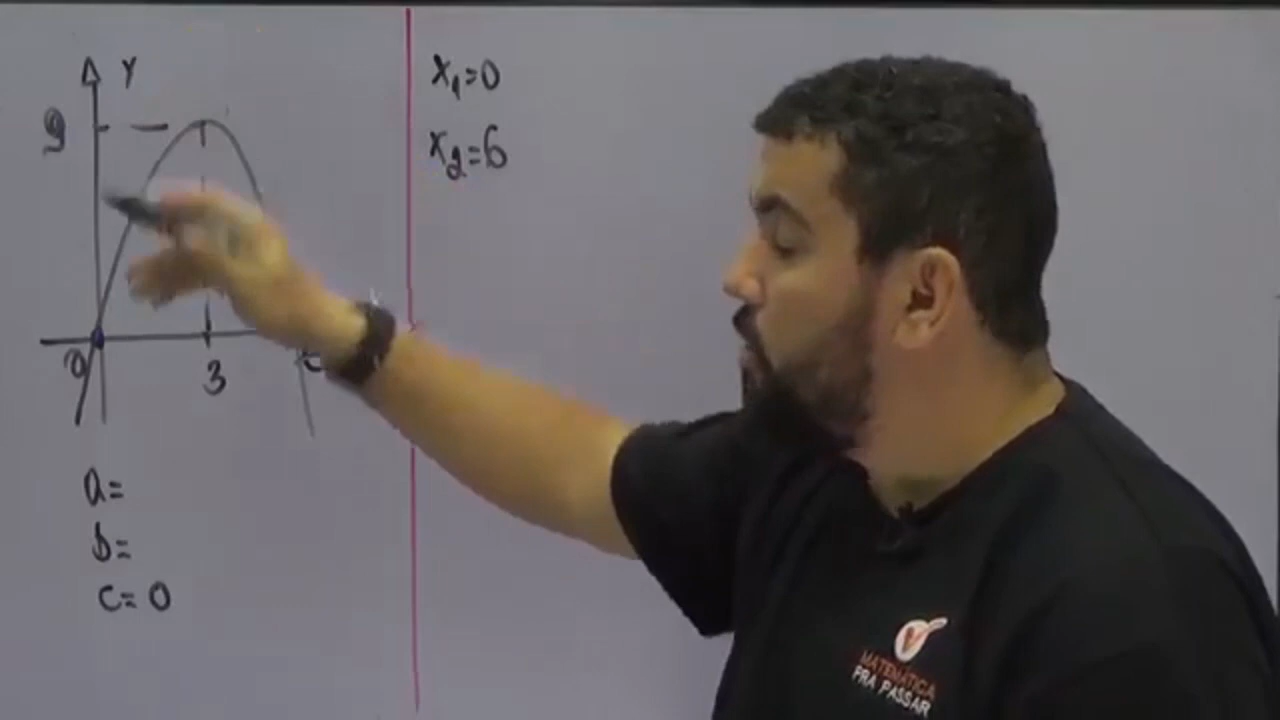 Y
9
0
3
a=
b=
c= 0
x₁=0
x₂=6
MATEMÁTICA
PRA PASSAR